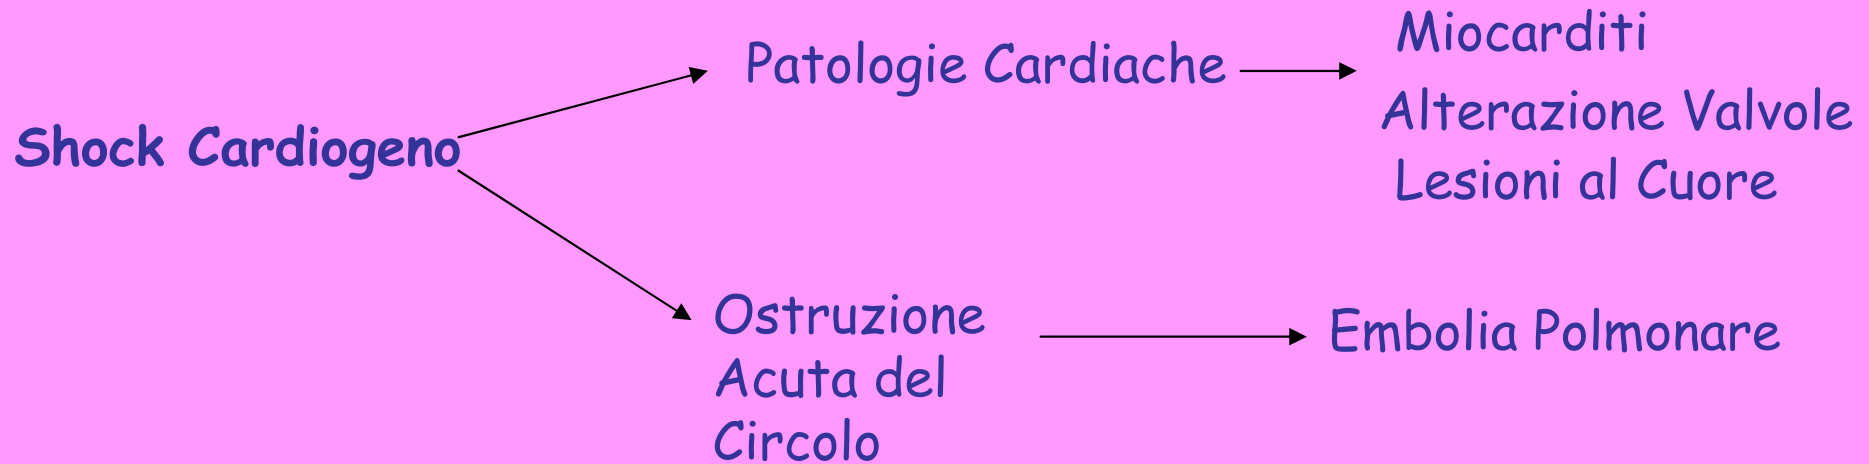 Shock Cardiogeno
Patologie Cardiache
Miocarditi
Alterazione Valvole
Lesioni al Cuore
Ostruzione
Acuta del
Circolo
Embolia Polmonare